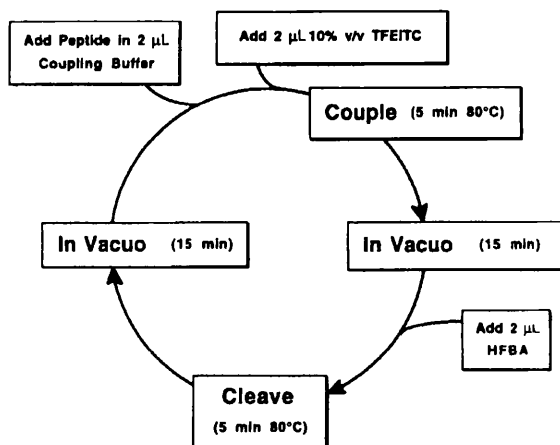 Add Peptide in 2 μL
Coupling Buffer
Add 2 μL 10% v/v TFEITC
Couple (5 min 80°C)
In Vacuo (15 min)
In Vacuo (15 min)
Add 2 μL
HFBA
Cleave
(5 min 80°C)